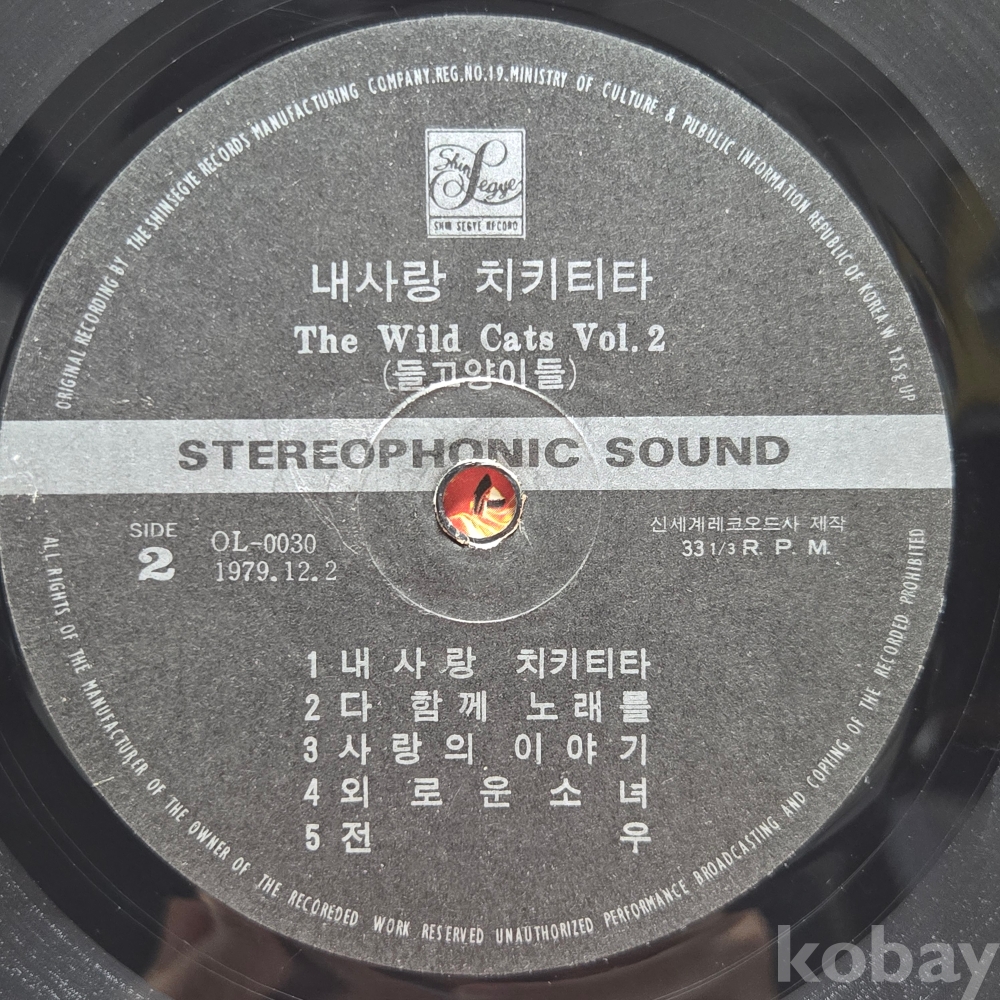 ORIGINAL RECORDING BY THE SHINSEGYE RECORDS MANUFACTURING COMPANY.REG.NO.19.MINISTRY OF CULTURE & PUBULIC INFORMATION REPUBLIC OF KOREA W 125g UP
Shin Segye
SHIN SEGYE RECORD
내사랑 치키티타
The Wild Cats Vol.2
(들고양이들)
STEREOPHONIC SOUND
SIDE 2
OL-0030
1979.12.2
신세계레코오드사 제작
33 1/3 R. P. M.
1 내사랑 치키티타
2 다 함께 노래를
3 사랑의 이야기
4 외로운소녀
5 전우
ALL RIGHTS OF THE MANUFACTURER OF THE OWNER OF THE RECOREDED WORK RESERVED UNAUTHORIZED PERFORMANCE BROADCASTING AND COPLING OF THE RECORDED PROHIBITED
kobay